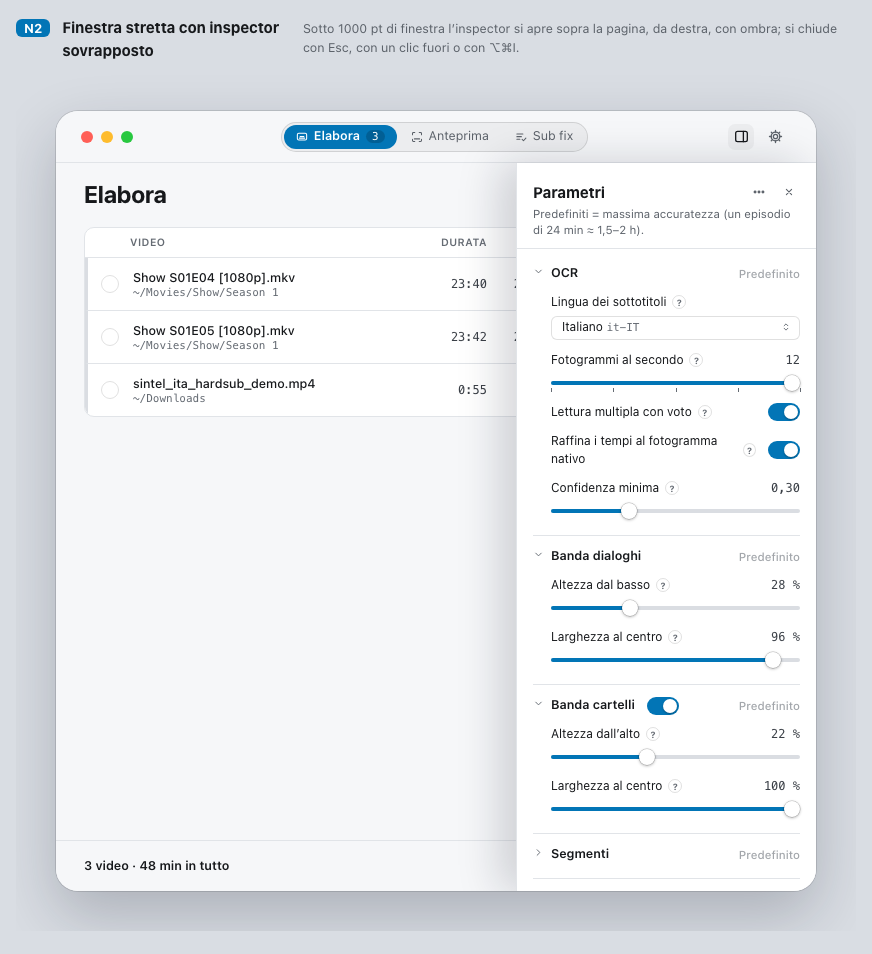 N2 Finestra stretta con inspector sovrapposto
Sotto 1000 pt di finestra l'inspector si apre sopra la pagina, da destra, con ombra; si chiude
con Esc, con un clic fuori o con ⌥⌘I.
Elabora 3 Anteprima Sub fix
Elabora
VIDEO DURATA
Show S01E04 [1080p].mkv 23:40
~/Movies/Show/Season 1
Show S01E05 [1080p].mkv 23:42
~/Movies/Show/Season 1
sintel_ita_hardsub_demo.mp4 0:55
~/Downloads
3 video · 48 min in tutto
Parametri
Predefiniti = massima accuratezza (un episodio
di 24 min ≈ 1,5–2 h).
OCR Predefinito
Lingua dei sottotitoli ?
Italiano it-IT
Fotogrammi al secondo ? 12
Lettura multipla con voto ?
Raffina i tempi al fotogramma
nativo ?
Confidenza minima ? 0,30
Banda dialoghi Predefinito
Altezza dal basso ? 28 %
Larghezza al centro ? 96 %
Banda cartelli Predefinito
Altezza dall'alto ? 22 %
Larghezza al centro ? 100 %
Segmenti Predefinito